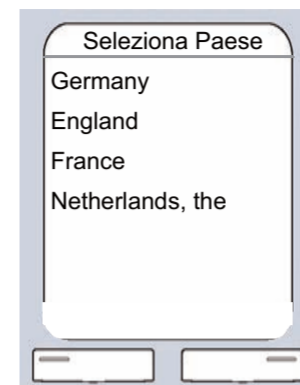 Seleziona Paese
Germany
England
France
Netherlands, the